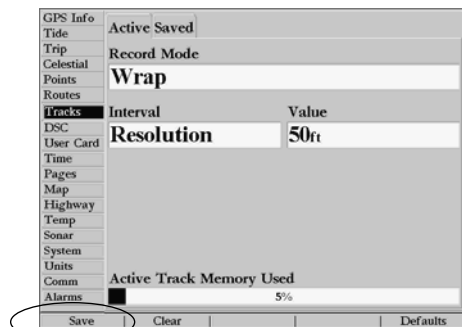 GPS Info
Tide
Trip
Celestial
Points
Routes
Tracks
DSC
User Card
Time
Pages
Map
Highway
Temp
Sonar
System
Units
Comm
Alarms
Active Saved
Record Mode
Wrap
Interval Value
Resolution 50ft
Active Track Memory Used
5%
Save Clear Defaults